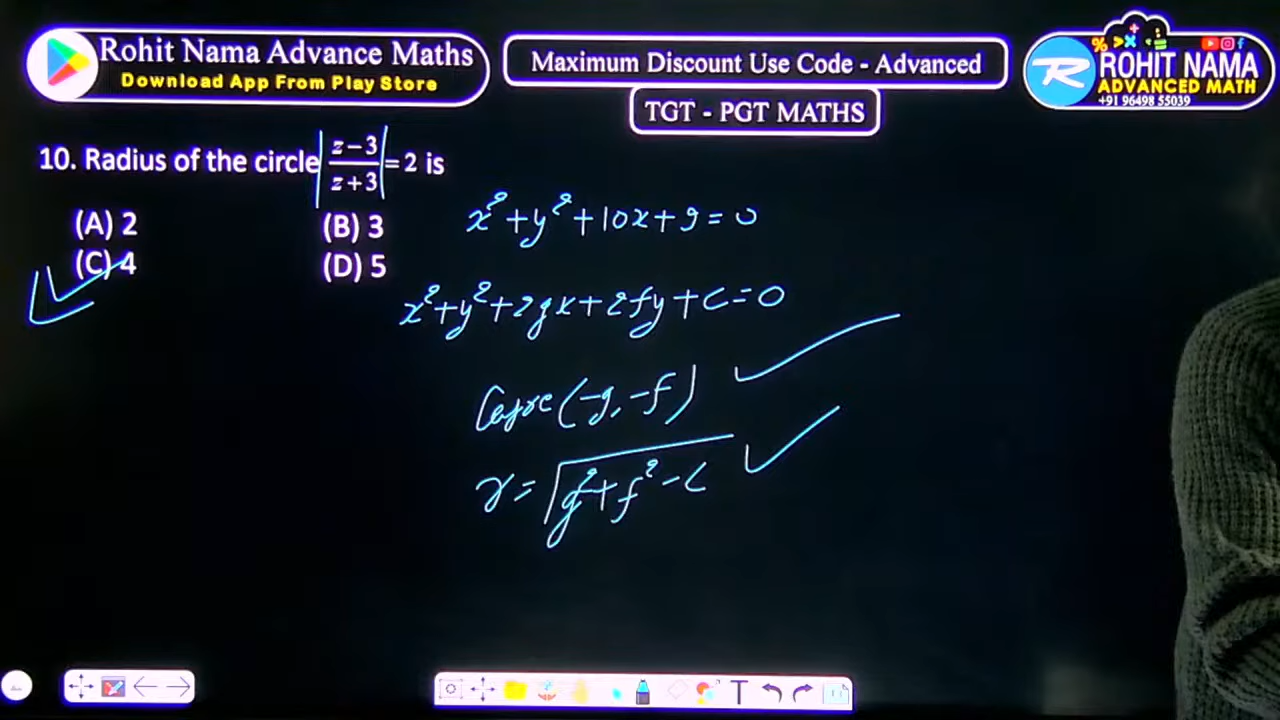 Rohit Nama Advance Maths
Download App From Play Store
Maximum Discount Use Code - Advanced
TGT - PGT MATHS
ROHIT NAMA
ADVANCED MATH
+91 96498 55039
10. Radius of the circle |z−3/z+3| = 2 is
(A) 2 (B) 3
(C) 4 (D) 5
x²+y²+10x+9=0
x²+y²+2gx+2fy+c=0
(-g, -f)
r=√g²+f²-c